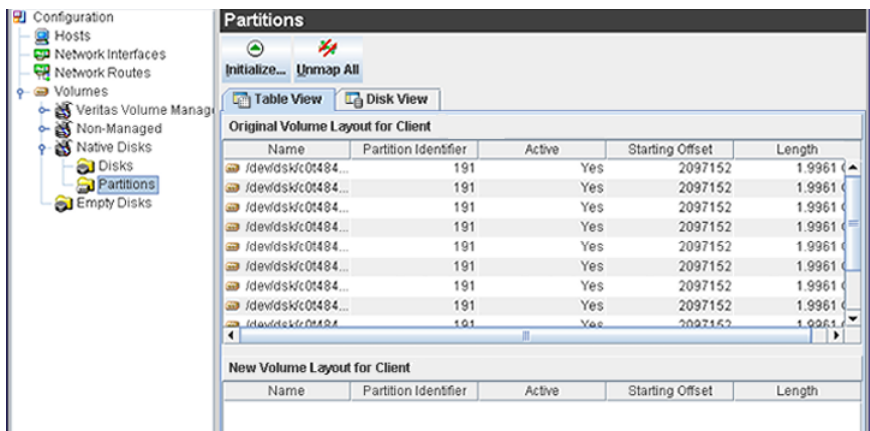 Configuration
Hosts
Network Interfaces
Network Routes
Volumes
Veritas Volume Manag
Non-Managed
Native Disks
Disks
Partitions
Empty Disks
Partitions
Initialize... Unmap All
Table View Disk View
Original Volume Layout for Client
Name Partition Identifier Active Starting Offset Length
/dev/dsk/c0t484... 191 Yes 2097152 1.9961 (
/dev/dsk/c0t484... 191 Yes 2097152 1.9961 (
/dev/dsk/c0t484... 191 Yes 2097152 1.9961 (
/dev/dsk/c0t484... 191 Yes 2097152 1.9961 (
/dev/dsk/c0t484... 191 Yes 2097152 1.9961 (
/dev/dsk/c0t484... 191 Yes 2097152 1.9961 (
/dev/dsk/c0t484... 191 Yes 2097152 1.9961 (
/dev/dsk/c0t484... 191 Yes 2097152 1.9961 (
/dev/dsk/c0t484 191 Yes 2097152 1.9961 (
New Volume Layout for Client
Name Partition Identifier Active Starting Offset Length